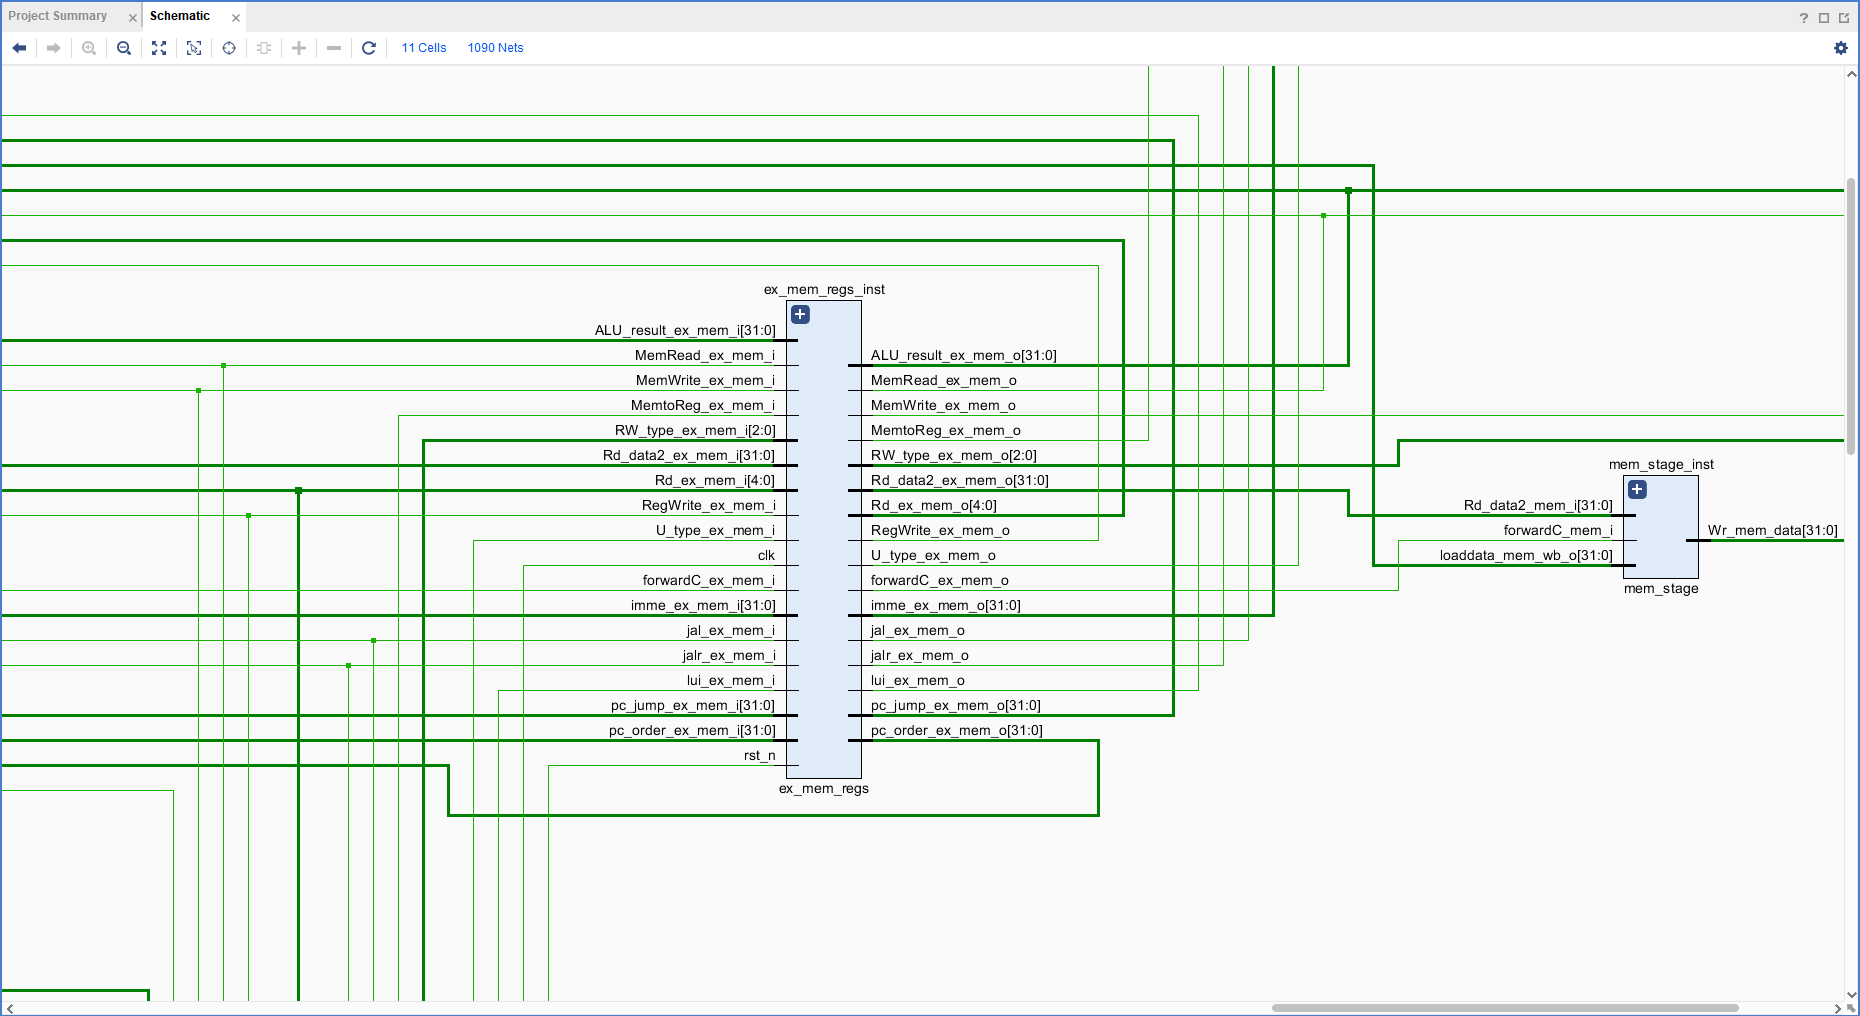 Project Summary
Schematic
11 Cells
1090 Nets
ex_mem_regs_inst
ALU_result_ex_mem_i[31:0]
MemRead_ex_mem_i
MemWrite_ex_mem_i
MemtoReg_ex_mem_i
RW_type_ex_mem_i[2:0]
Rd_data2_ex_mem_i[31:0]
Rd_ex_mem_i[4:0]
RegWrite_ex_mem_i
U_type_ex_mem_i
clk
forwardC_ex_mem_i
imme_ex_mem_i[31:0]
jal_ex_mem_i
jalr_ex_mem_i
lui_ex_mem_i
pc_jump_ex_mem_i[31:0]
pc_order_ex_mem_i[31:0]
rst_n
ALU_result_ex_mem_o[31:0]
MemRead_ex_mem_o
MemWrite_ex_mem_o
MemtoReg_ex_mem_o
RW_type_ex_mem_o[2:0]
Rd_data2_ex_mem_o[31:0]
Rd_ex_mem_o[4:0]
RegWrite_ex_mem_o
U_type_ex_mem_o
forwardC_ex_mem_o
imme_ex_mem_o[31:0]
jal_ex_mem_o
jalr_ex_mem_o
lui_ex_mem_o
pc_jump_ex_mem_o[31:0]
pc_order_ex_mem_o[31:0]
ex_mem_regs
mem_stage_inst
Rd_data2_mem_i[31:0]
forwardC_mem_i
loaddata_mem_wb_o[31:0]
Wr_mem_data[31:0]
mem_stage